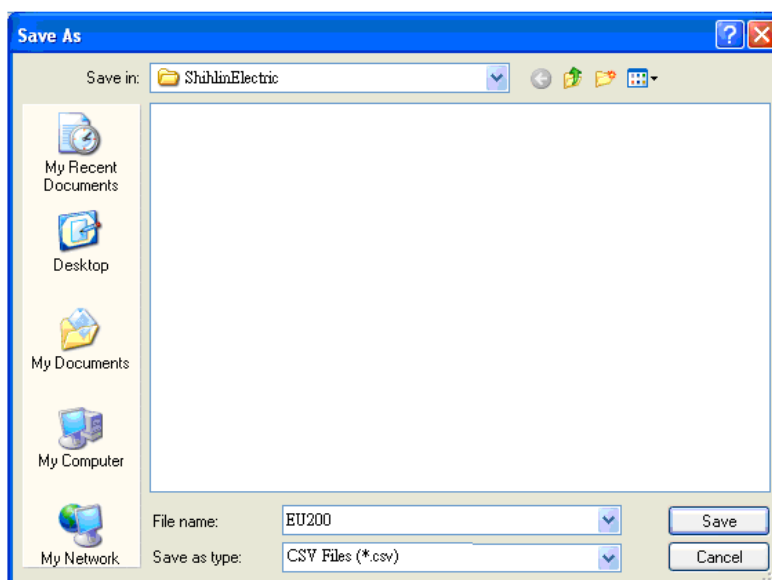 Save As
Save in: ShihlinElectric
My Recent
Documents
Desktop
My Documents
My Computer
My Network
File name: EU200 Save
Save as type: CSV Files (*.csv) Cancel